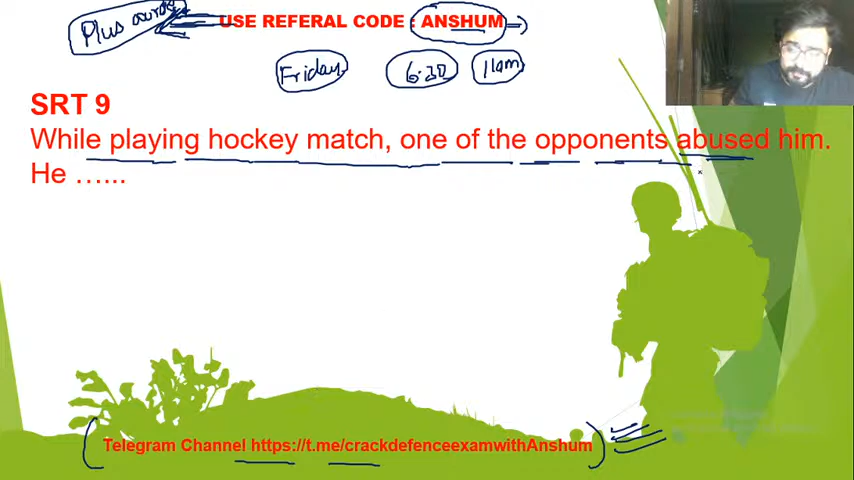 Plus
USE REFERAL CODE : ANSHUM
Friday 6:30 11am
SRT 9
While playing hockey match, one of the opponents abused him.
He …...
Telegram Channel https://t.me/crackdefenceexamwithAnshum